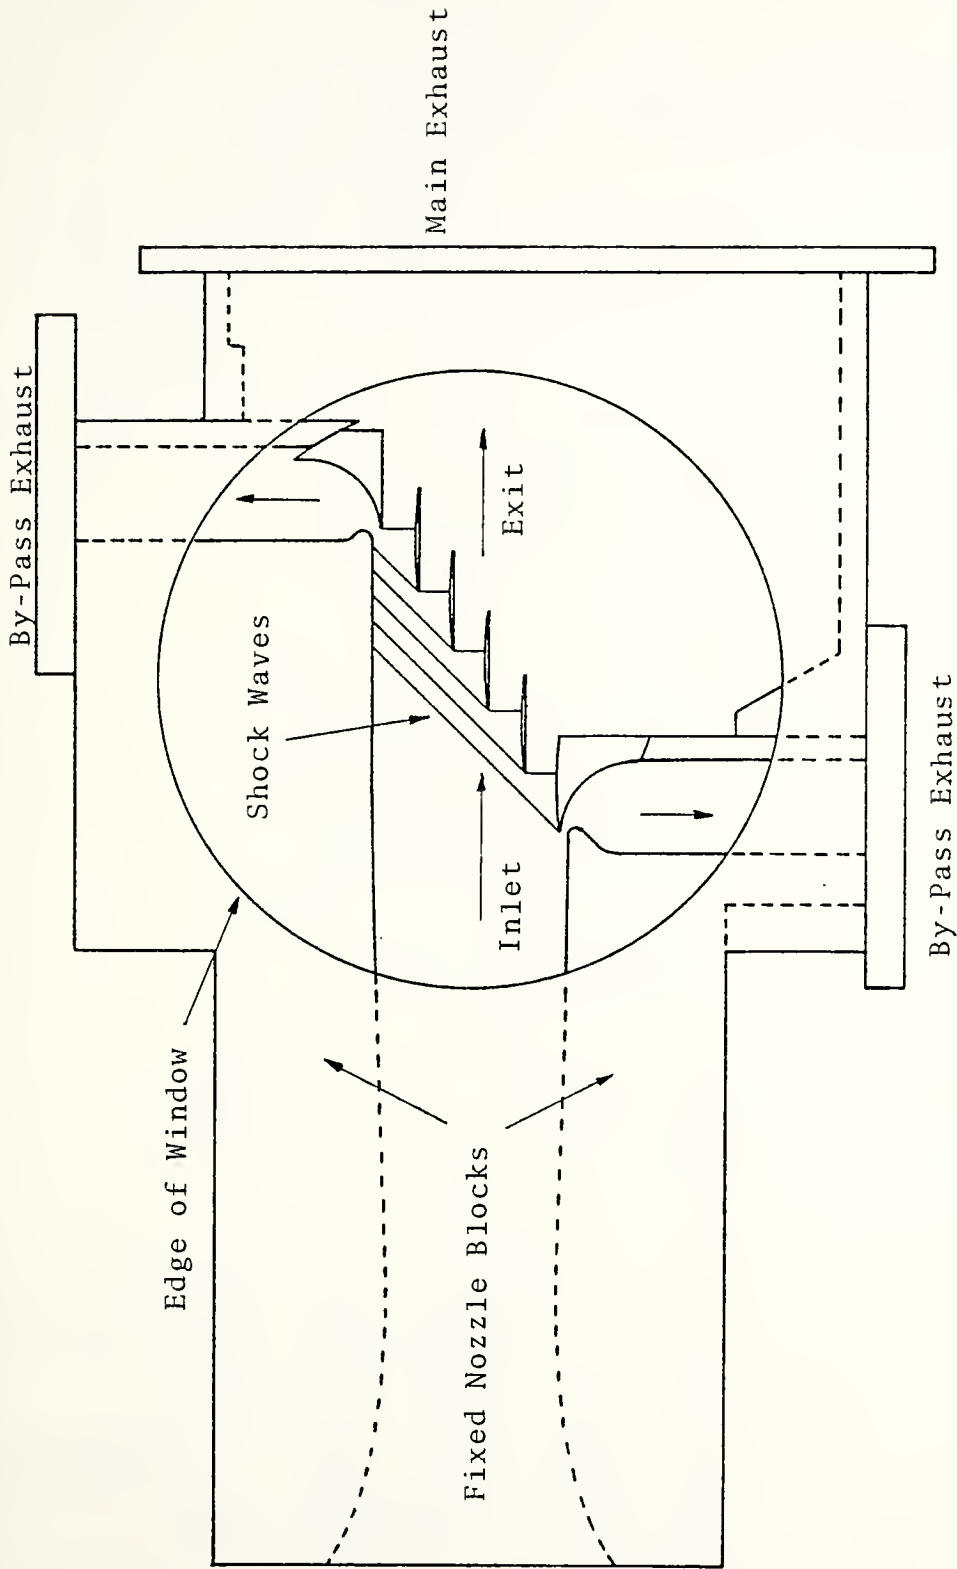 By-Pass Exhaust
Main Exhaust
Edge of Window
Shock Waves
Exit
Inlet
Fixed Nozzle Blocks
By-Pass Exhaust